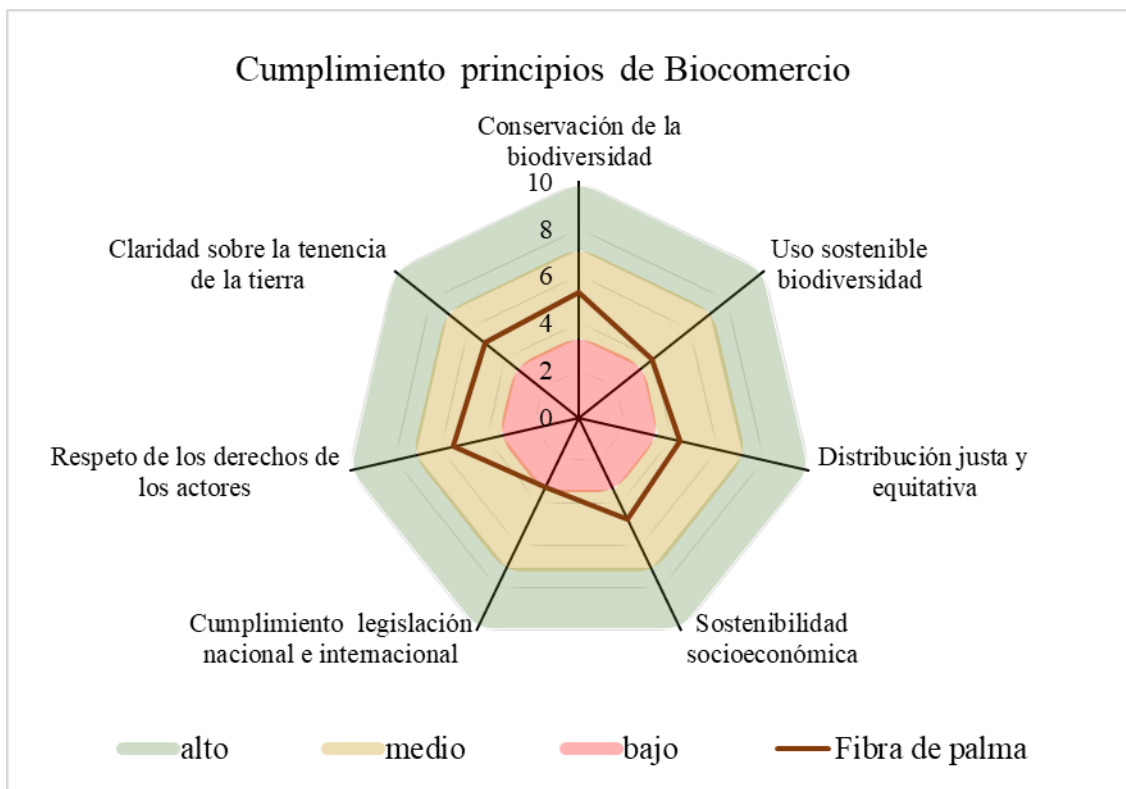 Cumplimiento principios de Biocomercio
Conservación de la
biodiversidad
10
8
6
4
2
0
Uso sostenible
biodiversidad
Distribución justa y
equitativa
Sostenibilidad
socioeconómica
Cumplimiento legislación
nacional e internacional
Respeto de los derechos de
los actores
Claridad sobre la tenencia
de la tierra
alto
medio
bajo
Fibra de palma